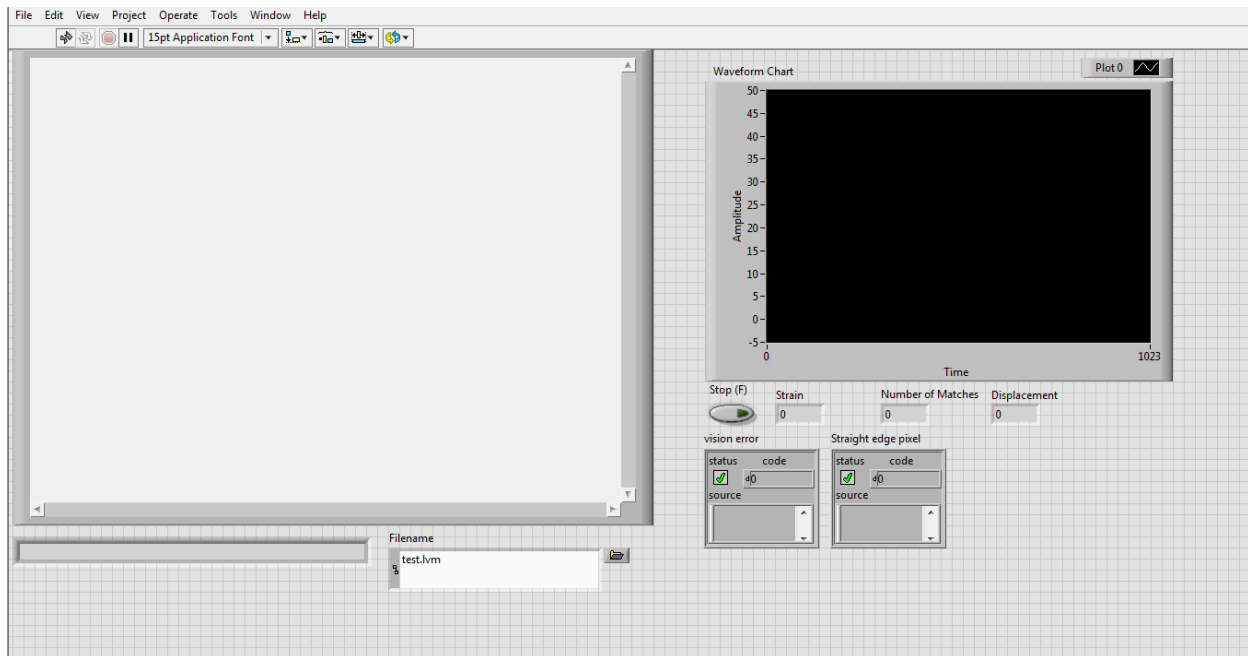 File Edit View Project Operate Tools Window Help
15pt Application Font
Waveform Chart
Plot 0
50
45
40
35
30
25
20
15
10
5
0
-5
Amplitude
0 1023
Time
Stop (F)
Strain
0
Number of Matches
0
Displacement
0
vision error
status code
d0
source
Straight edge pixel
status code
d0
source
Filename
test.lvm